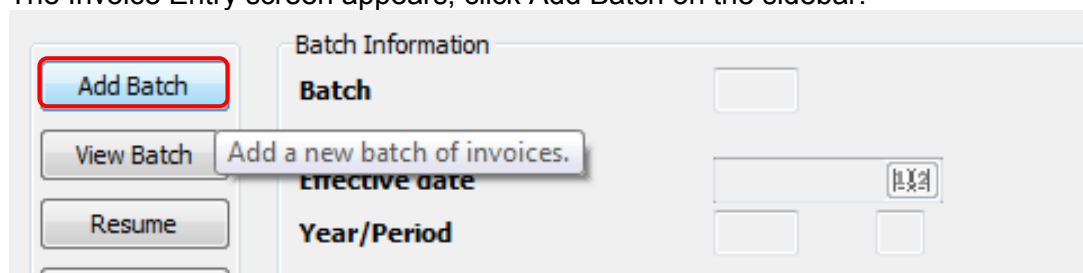 The Invoice Entry screen appears, click Add Batch on the sidebar.
Batch Information
Add Batch
Batch
View Batch
Add a new batch of invoices.
Effective date
Resume
Year/Period